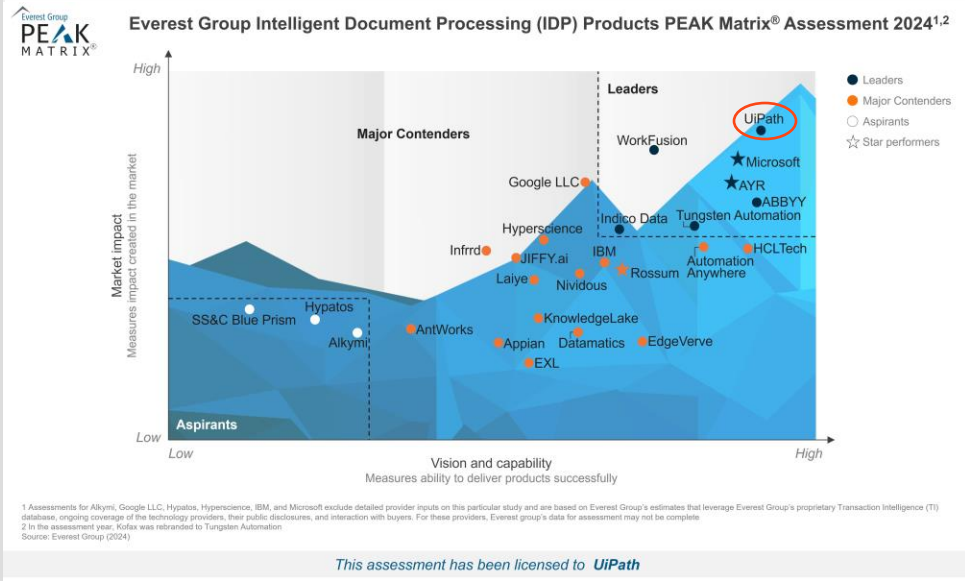 Everest Group
PEAK
MATRIX®
Everest Group Intelligent Document Processing (IDP) Products PEAK Matrix® Assessment 2024¹,²
High
Leaders
Leaders
Major Contenders
Aspirants
Star performers
Major Contenders
UiPath
WorkFusion
Microsoft
Google LLC
AYR
ABBYY
Indico Data
Tungsten Automation
Hyperscience
Infrrd
JIFFY.ai
IBM
HCLTech
Automation
Anywhere
Laiye
Nividous
Rossum
SS&C Blue Prism
Hypatos
Alkymi
KnowledgeLake
AntWorks
Appian
Datamatics
EdgeVerve
EXL
Market impact
Measures impact created in the market
Aspirants
Low
Low
High
Vision and capability
Measures ability to deliver products successfully
1 Assessments for Alkymi, Google LLC, Hypatos, Hyperscience, IBM, and Microsoft exclude detailed provider inputs on this particular study and are based on Everest Group's estimates that leverage Everest Group's proprietary Transaction Intelligence (TI)
database, ongoing coverage of the technology providers, their public disclosures, and interaction with buyers. For these providers, Everest group's data for assessment may not be complete
2 In the assessment year, Kofax was rebranded to Tungsten Automation
Source: Everest Group (2024)
This assessment has been licensed to UiPath